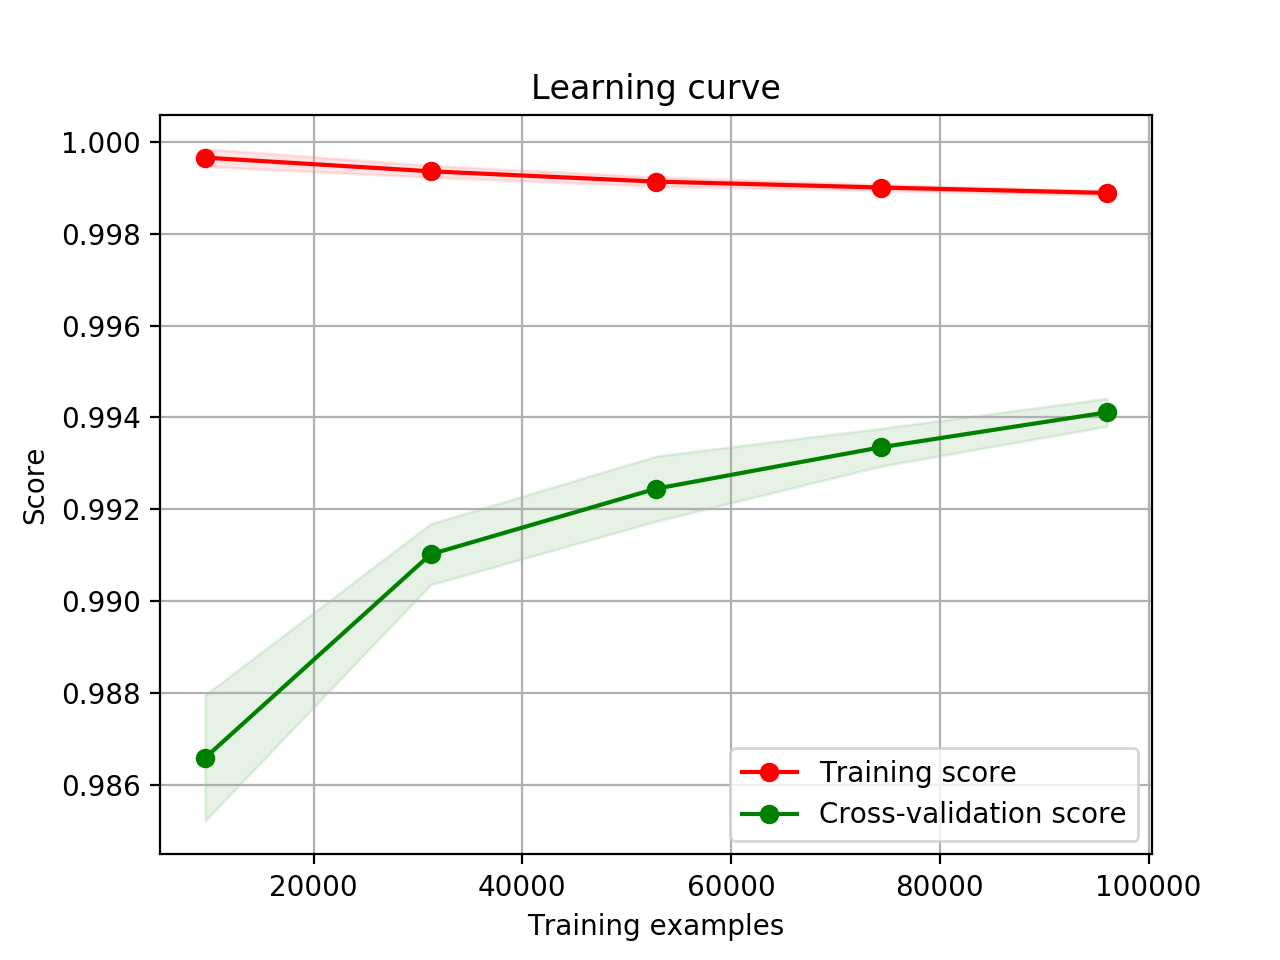 Learning curve
1.000
0.998
0.996
0.994
0.992
0.990
0.988
0.986
Score
Training score
Cross-validation score
20000 40000 60000 80000 100000
Training examples